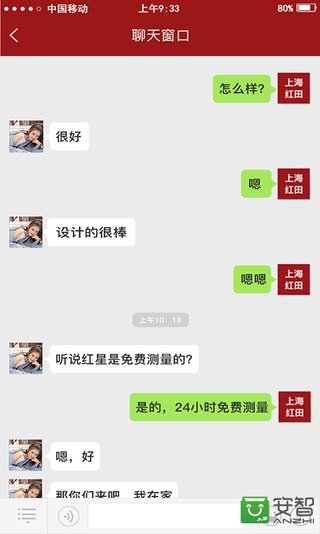 中国移动 上午9:33 80%
聊天窗口
怎么样?
上海
红田
很好
嗯
上海
红田
设计的很棒
嗯嗯
上海
红田
上午10:18
听说红星是免费测量的?
是的，24小时免费测量
上海
红田
嗯，好
那你们来吧，我在家
安智
ANZHI